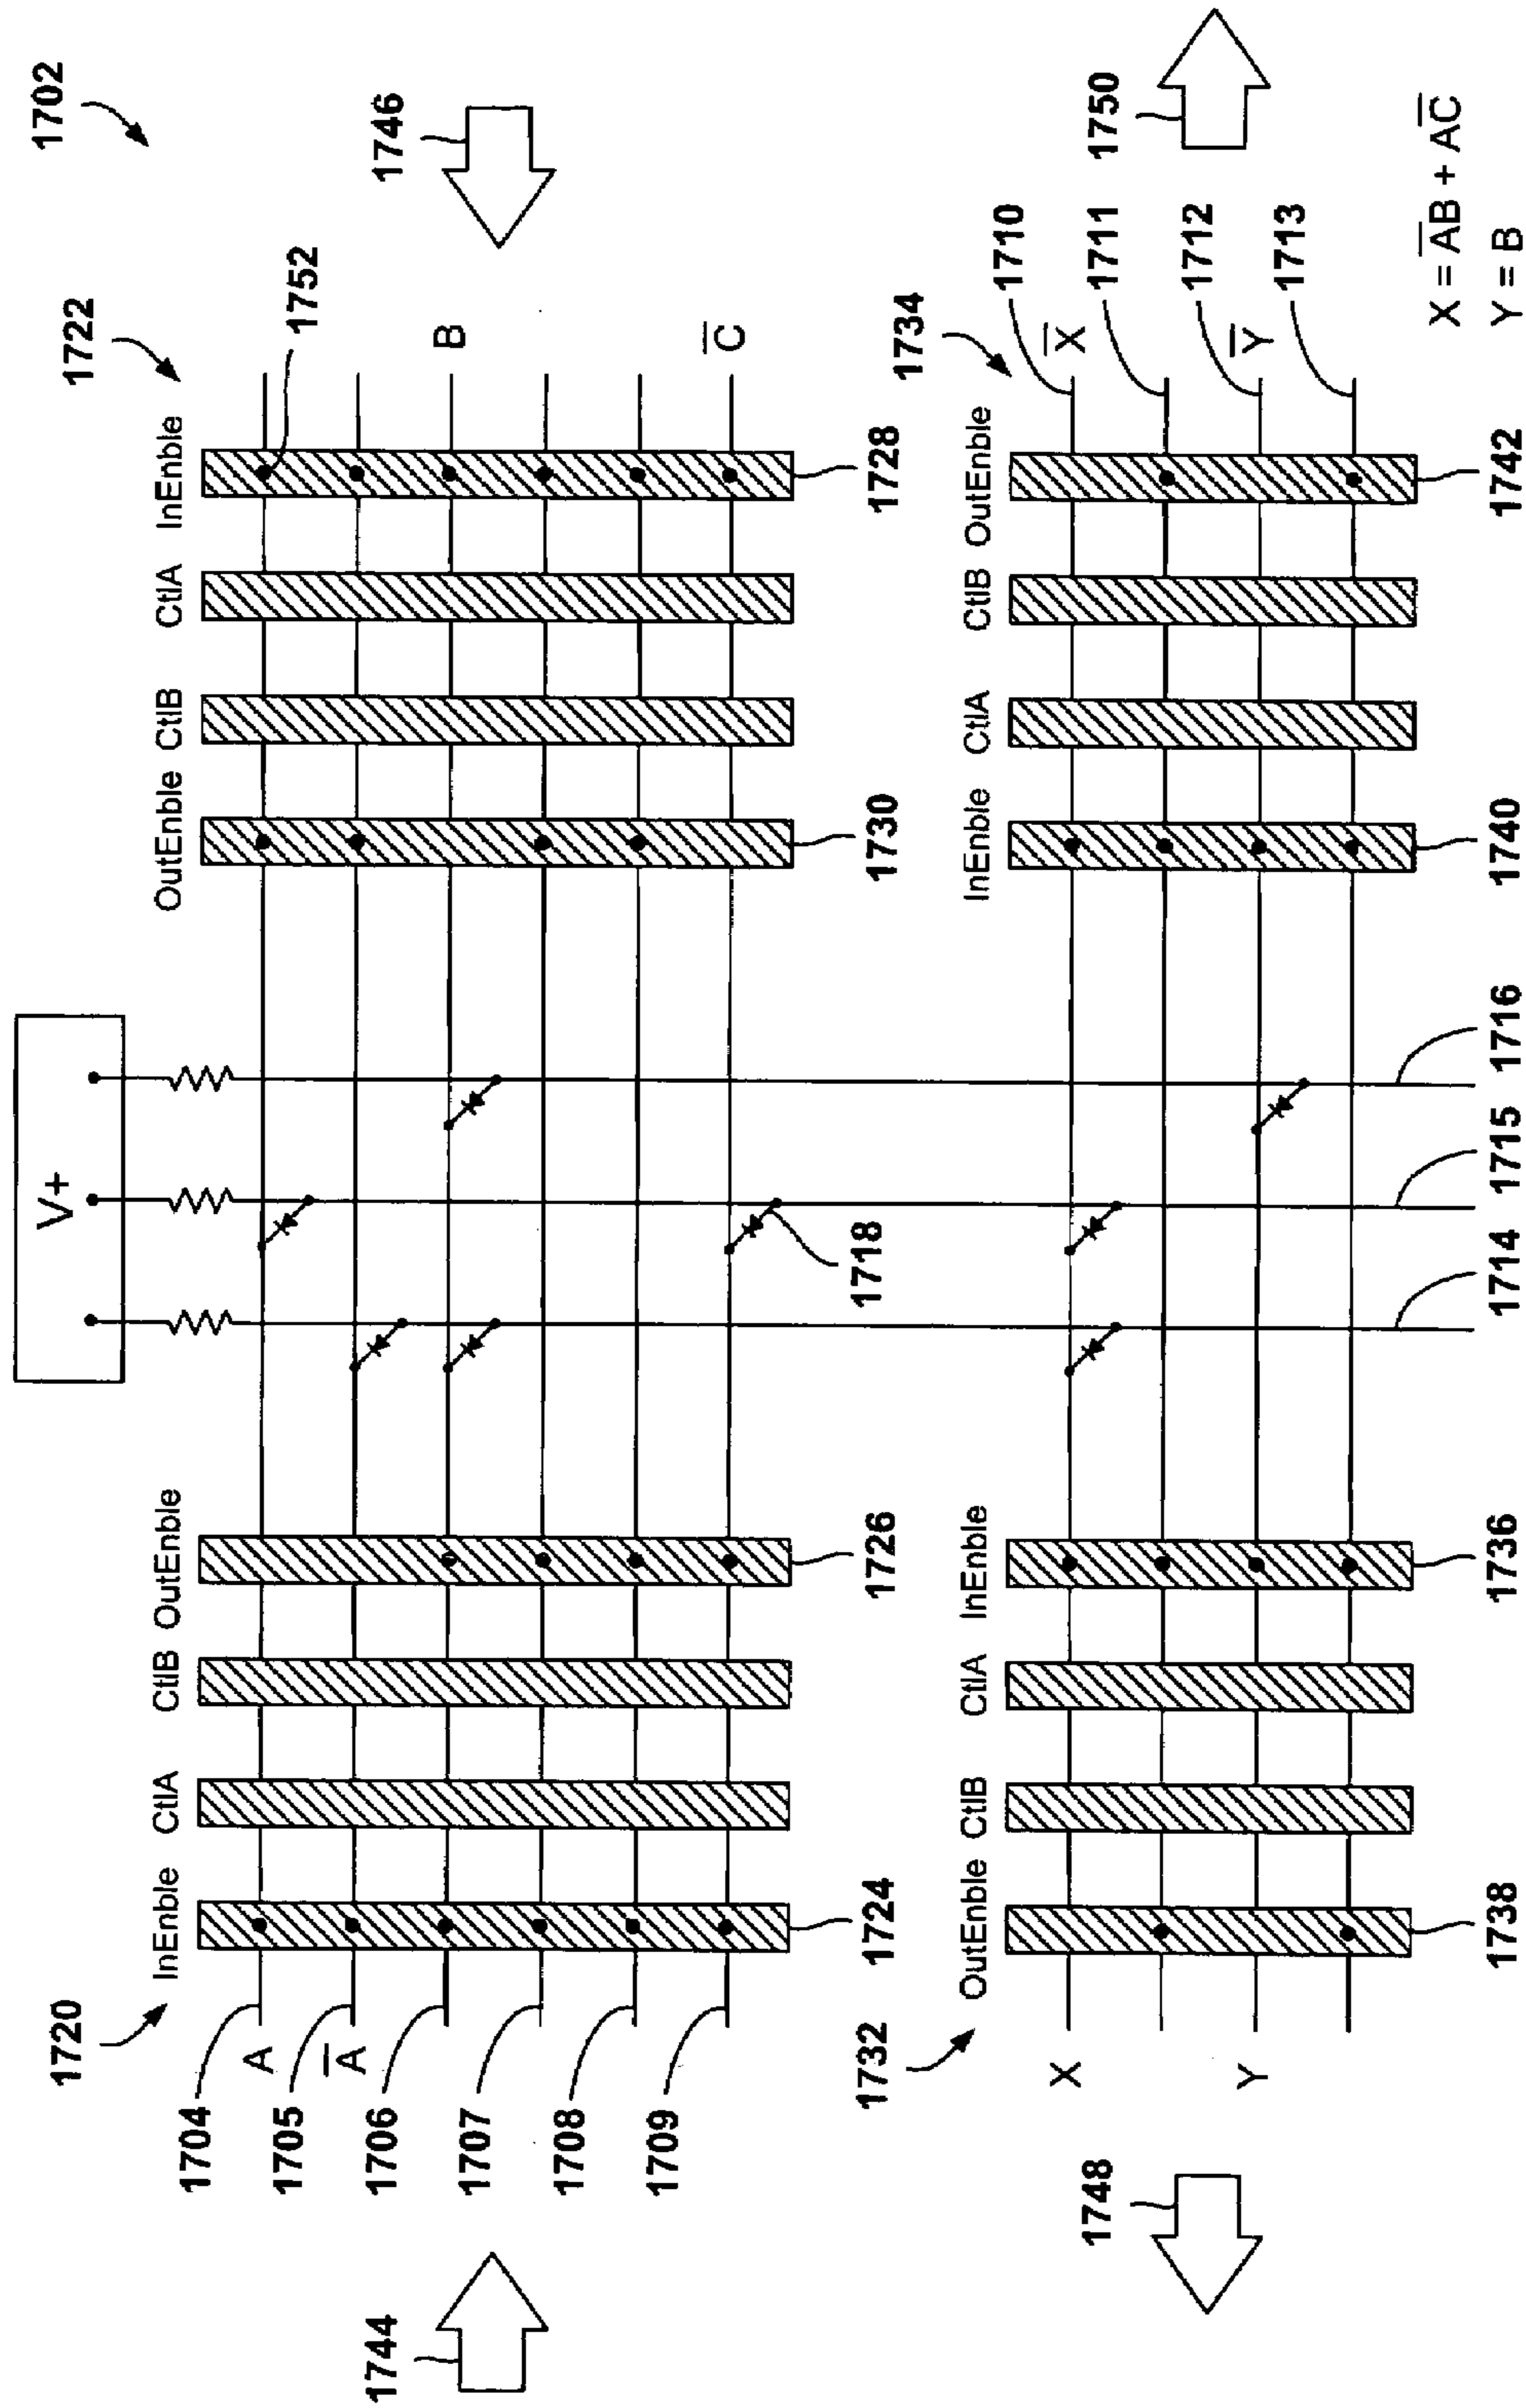 1702
V+
1720
InEnble CtlA CtlB OutEnble
OutEnble CtlB CtlA InEnble
1722
1752
1746
1744
1704
A
1705
A̅
1706
B
1707
1708
1709
C̅
1718
1724
1726
1730
1728
1732
OutEnble CtlB CtlA InEnble
InEnble CtlA CtlB OutEnble
1734
1748
X
Y
X̅
1710
1711
Y̅
1712
1713
1750
1738
1736
1714
1715
1716
1740
1742
X = A̅B + AC̅
Y = B